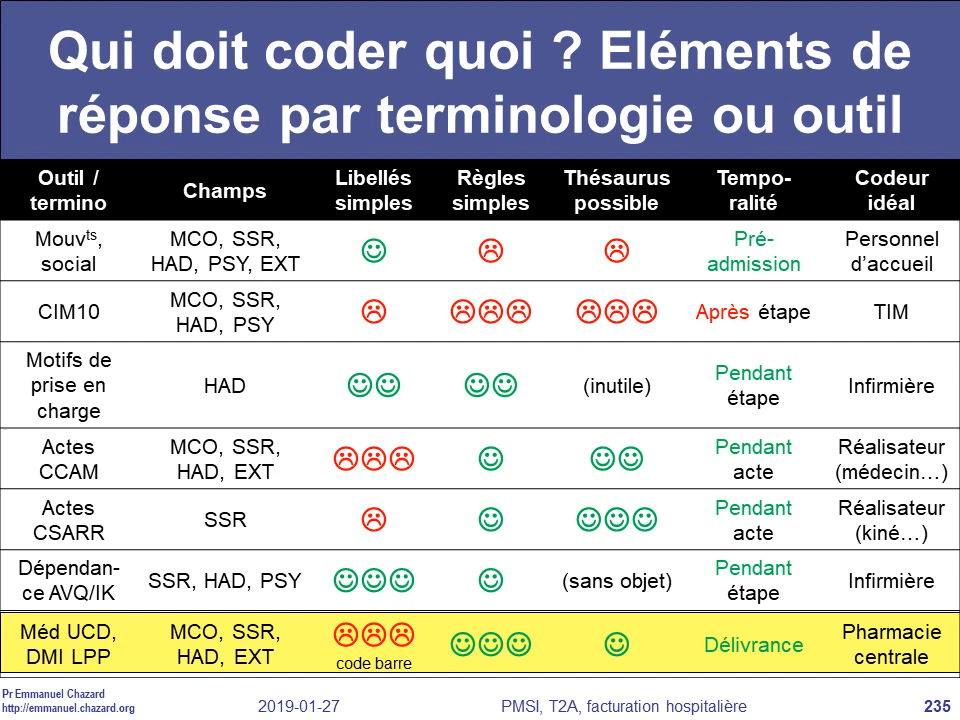 Qui doit coder quoi ? Eléments de
réponse par terminologie ou outil
Outil /
termino
Champs
Libellés
simples
Règles
simples
Thésaurus
possible
Tempo-
ralité
Codeur
idéal
Mouvts,
social
MCO, SSR,
HAD, PSY, EXT
Pré-
admission
Personnel
d’accueil
CIM10
MCO, SSR,
HAD, PSY
Après étape
TIM
Motifs de
prise en
charge
HAD
(inutile)
Pendant
étape
Infirmière
Actes
CCAM
MCO, SSR,
HAD, EXT
Pendant
acte
Réalisateur
(médecin…)
Actes
CSARR
SSR
Pendant
acte
Réalisateur
(kiné…)
Dépendan-
ce AVQ/IK
SSR, HAD, PSY
(sans objet)
Pendant
étape
Infirmière
Méd UCD,
DMI LPP
MCO, SSR,
HAD, EXT
code barre
Délivrance
Pharmacie
centrale
Pr Emmanuel Chazard
http://emmanuel.chazard.org
2019-01-27
PMSI, T2A, facturation hospitalière
235